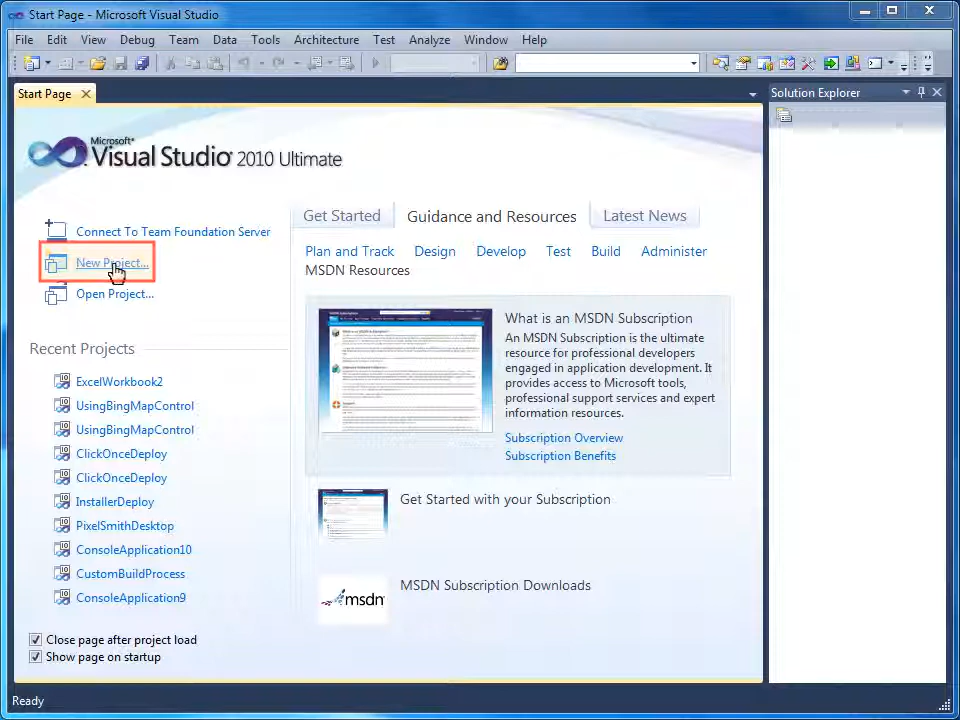 Start Page - Microsoft Visual Studio
File Edit View Debug Team Data Tools Architecture Test Analyze Window Help
Start Page
Solution Explorer
Microsoft®
Visual Studio® 2010 Ultimate
Connect To Team Foundation Server
New Project...
Open Project...
Recent Projects
ExcelWorkbook2
UsingBingMapControl
UsingBingMapControl
ClickOnceDeploy
ClickOnceDeploy
InstallerDeploy
PixelSmithDesktop
ConsoleApplication10
CustomBuildProcess
ConsoleApplication9
Close page after project load
Show page on startup
Get Started Guidance and Resources Latest News
Plan and Track Design Develop Test Build Administer
MSDN Resources
What is an MSDN Subscription
An MSDN Subscription is the ultimate
resource for professional developers
engaged in application development. It
provides access to Microsoft tools,
professional support services and expert
information resources.
Subscription Overview
Subscription Benefits
Get Started with your Subscription
msdn
MSDN Subscription Downloads
Ready